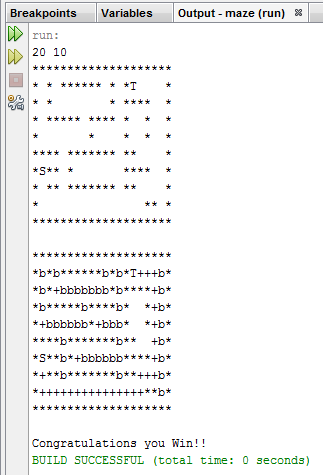 Breakpoints Variables Output - maze (run)
run:
20 10
********************
* * ****** * *T    *
* *        * ****  *
* ***** **** *  *  *
*       *    *  *  *
**** ******* **    *
*S** *       ****  *
* ** ******* **    *
*               ** *
********************
********************
*b*b******b*b*T+++b*
*b*+bbbbbbb*b****+b*
*b*****b****b*  *+b*
*+bbbbbb*+bbb*  *+b*
****b*******b**  +b*
*S**b*+bbbbbb****+b*
*+**b*******b**+++b*
*+++++++++++++++**b*
********************
Congratulations you Win!!
BUILD SUCCESSFUL (total time: 0 seconds)